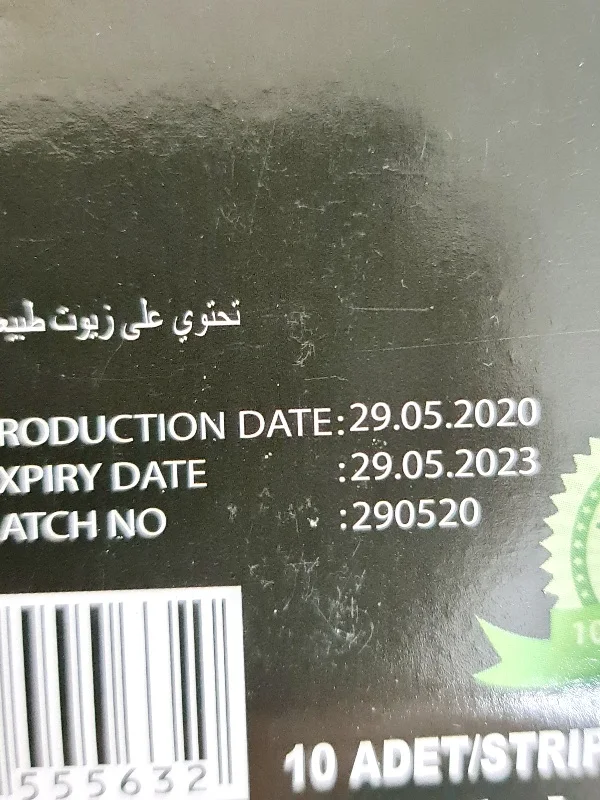 تحتوي على زيوت
RODUCTION DATE:29.05.2020
XPIRY DATE :29.05.2023
ATCH NO :290520
10
555632
10 ADET/STRIP